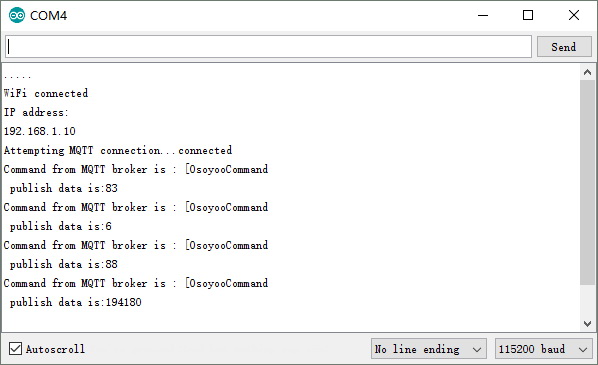 COM4
Send
.....
WiFi connected
IP address:
192.168.1.10
Attempting MQTT connection...connected
Command from MQTT broker is : [OsoyooCommand
 publish data is:83
Command from MQTT broker is : [OsoyooCommand
 publish data is:6
Command from MQTT broker is : [OsoyooCommand
 publish data is:88
Command from MQTT broker is : [OsoyooCommand
 publish data is:194180
Autoscroll
No line ending
115200 baud